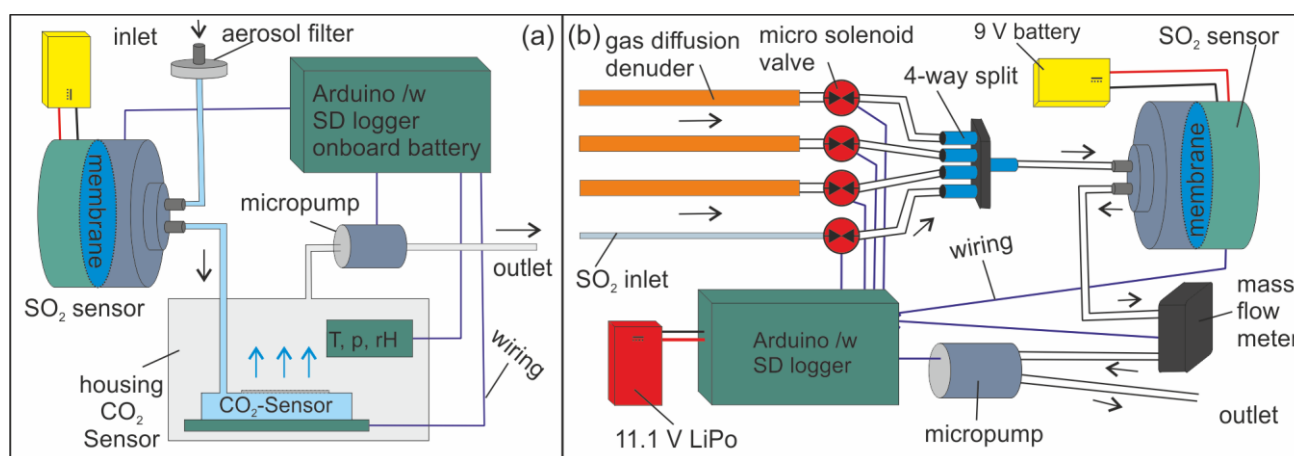 inlet
aerosol filter
(a)
Arduino /w
SD logger
onboard battery
membrane
micropump
outlet
SO₂ sensor
T, p, rH
wiring
housing
CO₂
Sensor
CO₂-Sensor
(b)
gas diffusion
denuder
micro solenoid
valve
4-way split
9 V battery
SO₂ sensor
membrane
SO₂ inlet
wiring
mass
flow
meter
Arduino /w
SD logger
micropump
outlet
11.1 V LiPo